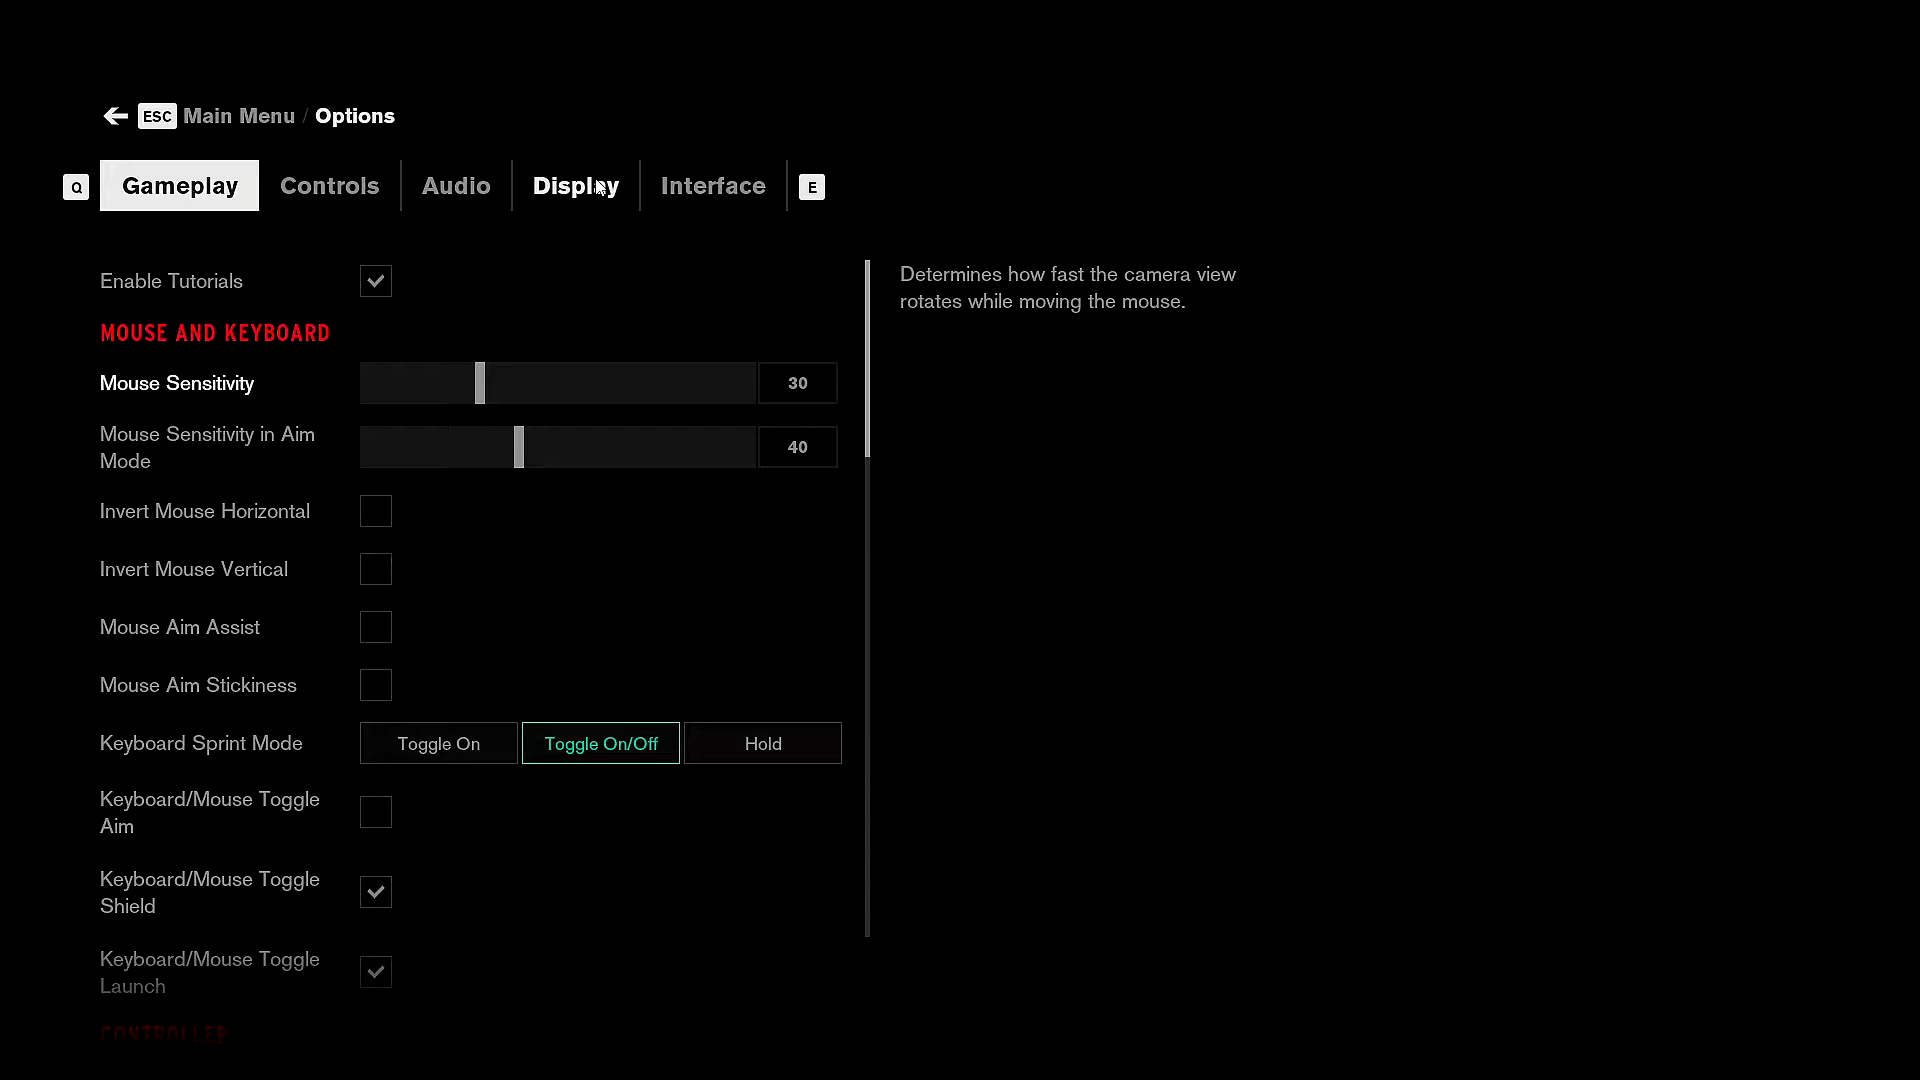 ESC Main Menu / Options
Q Gameplay Controls Audio Display Interface E
Enable Tutorials
Determines how fast the camera view
rotates while moving the mouse.
MOUSE AND KEYBOARD
Mouse Sensitivity 30
Mouse Sensitivity in Aim
Mode
40
Invert Mouse Horizontal
Invert Mouse Vertical
Mouse Aim Assist
Mouse Aim Stickiness
Keyboard Sprint Mode Toggle On Toggle On/Off Hold
Keyboard/Mouse Toggle
Aim
Keyboard/Mouse Toggle
Shield
Keyboard/Mouse Toggle
Launch
CONTROLLER